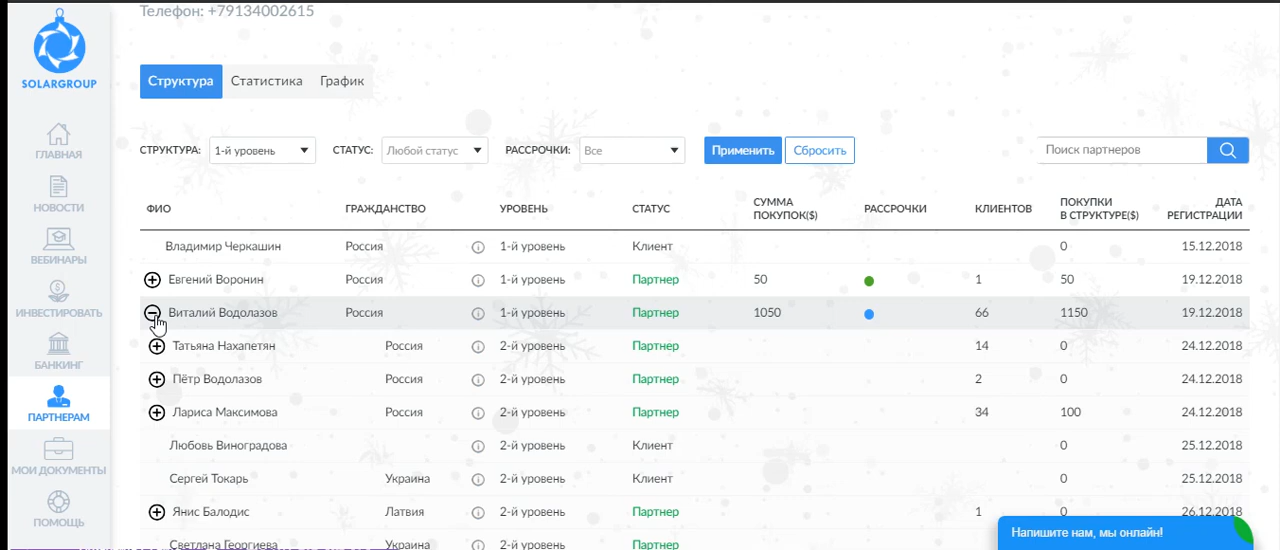 Телефон: +79134002615
SOLARGROUP
Структура Статистика График
СТРУКТУРА: 1-й уровень СТАТУС: Любой статус РАССРОЧКИ: Все Применить Сбросить Поиск партнеров
ГЛАВНАЯ
НОВОСТИ
ВЕБИНАРЫ
ИНВЕСТИРОВАТЬ
БАНКИНГ
ПАРТНЕРАМ
МОИ ДОКУМЕНТЫ
ПОМОЩЬ
ФИО ГРАЖДАНСТВО УРОВЕНЬ СТАТУС СУММА ПОКУПОК($) РАССРОЧКИ КЛИЕНТОВ ПОКУПКИ В СТРУКТУРЕ($) ДАТА РЕГИСТРАЦИИ
Владимир Черкашин Россия 1-й уровень Клиент 0 15.12.2018
Евгений Воронин Россия 1-й уровень Партнер 50 1 50 19.12.2018
Виталий Водолазов Россия 1-й уровень Партнер 1050 66 1150 19.12.2018
Татьяна Нахапетян Россия 2-й уровень Партнер 14 0 24.12.2018
Пётр Водолазов Россия 2-й уровень Партнер 2 0 24.12.2018
Лариса Максимова Россия 2-й уровень Партнер 34 100 24.12.2018
Любовь Виноградова 2-й уровень Клиент 0 25.12.2018
Сергей Токарь Украина 2-й уровень Клиент 0 25.12.2018
Янис Балодис Латвия 2-й уровень Партнер 1 0 26.12.2018
Светлана Георгиева Украина 2-й уровень Партнер
Напишите нам, мы онлайн!